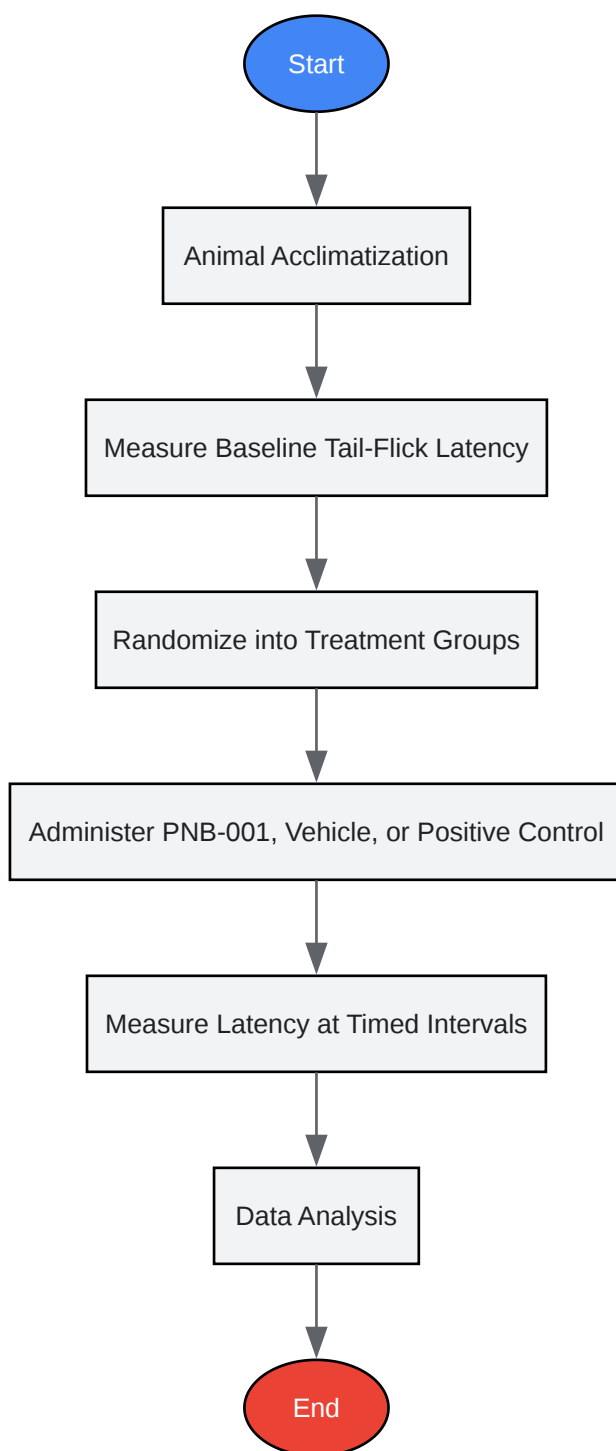 Start
Animal Acclimatization
Measure Baseline Tail-Flick Latency
Randomize into Treatment Groups
Administer PNB-001, Vehicle, or Positive Control
Measure Latency at Timed Intervals
Data Analysis
End